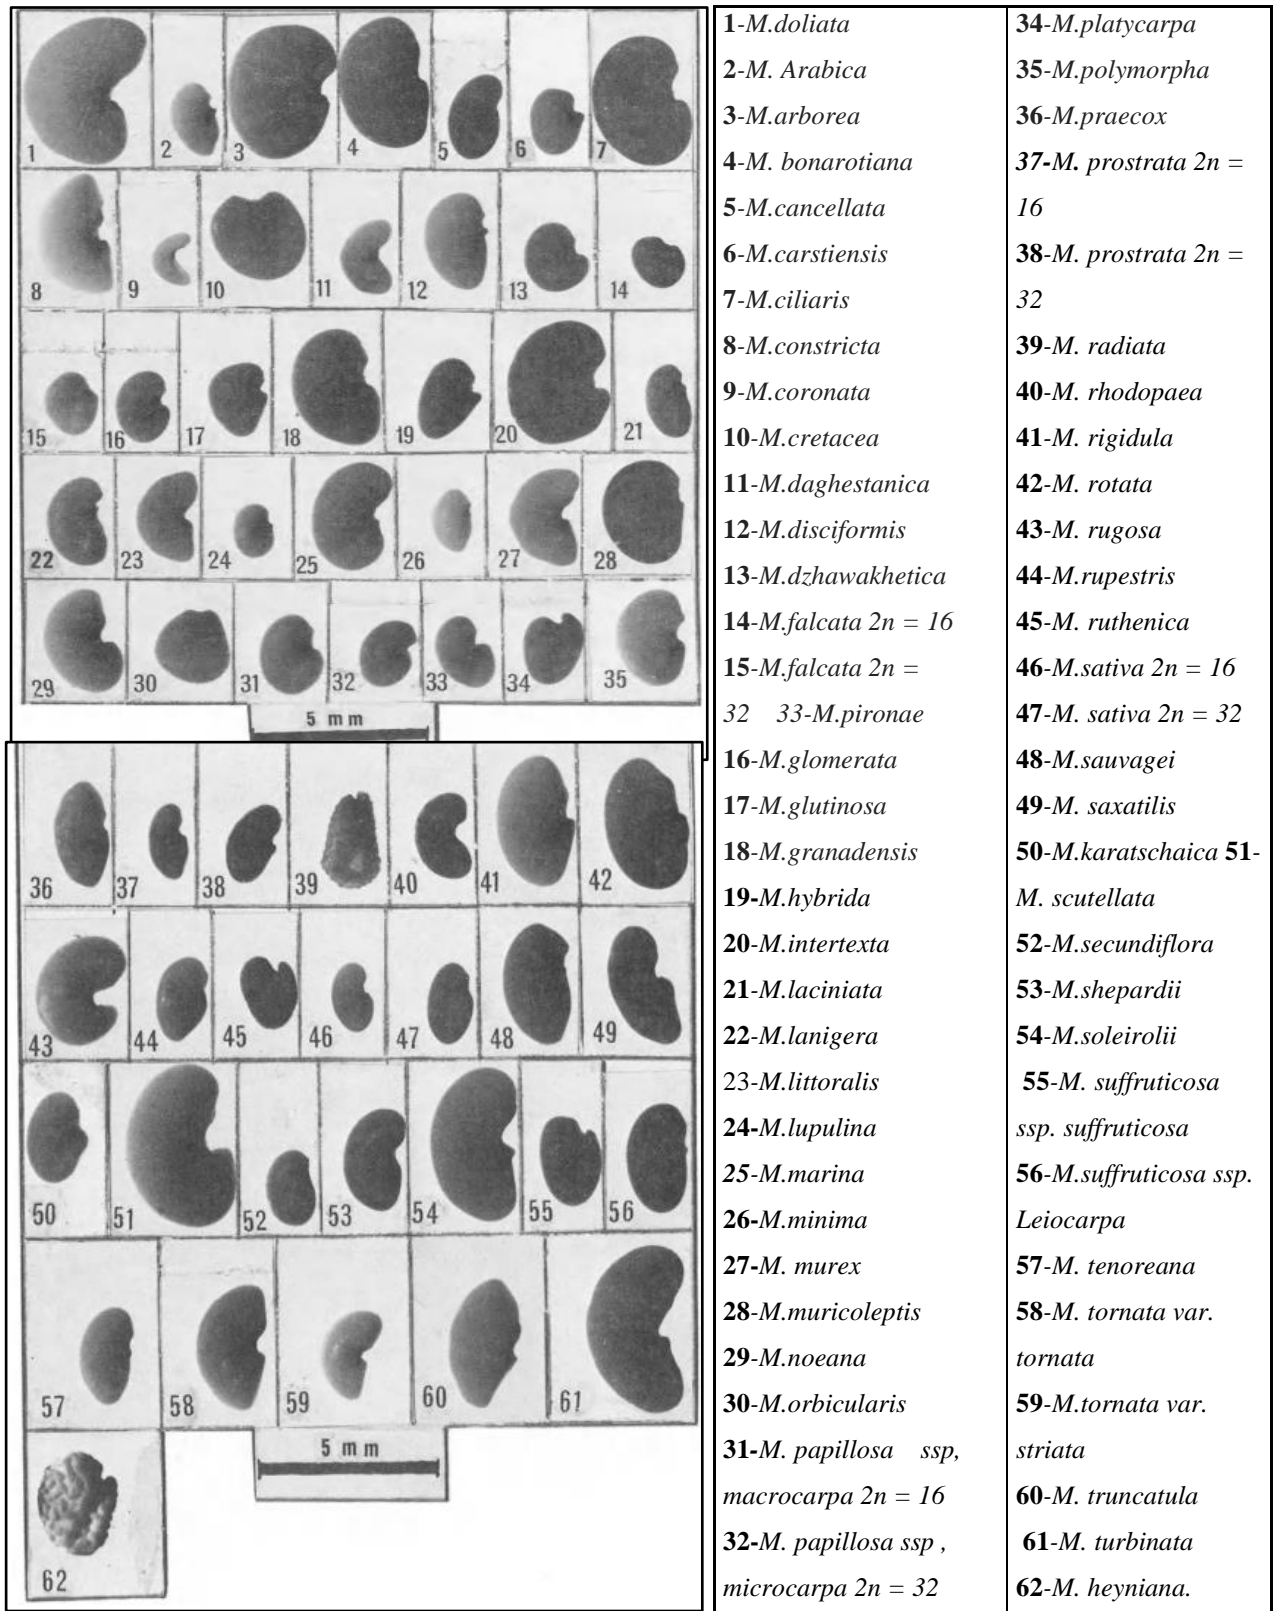 1 2 3 4 5 6 7
8 9 10 11 12 13 14
15 16 17 18 19 20 21
22 23 24 25 26 27 28
29 30 31 32 33 34 35
5 mm
36 37 38 39 40 41 42
43 44 45 46 47 48 49
50 51 52 53 54 55 56
57 58 59 60 61
5 mm
62
1-M.doliata
2-M. Arabica
3-M.arborea
4-M. bonarotiana
5-M.cancellata
6-M.carstiensis
7-M.ciliaris
8-M.constricta
9-M.coronata
10-M.cretacea
11-M.daghestanica
12-M.disciformis
13-M.dzhawakhetica
14-M.falcata 2n = 16
15-M.falcata 2n =
32 33-M.pironae
16-M.glomerata
17-M.glutinosa
18-M.granadensis
19-M.hybrida
20-M.intertexta
21-M.laciniata
22-M.lanigera
23-M.littoralis
24-M.lupulina
25-M.marina
26-M.minima
27-M. murex
28-M.muricoleptis
29-M.noeana
30-M.orbicularis
31-M. papillosa ssp,
macrocarpa 2n = 16
32-M. papillosa ssp ,
microcarpa 2n = 32
34-M.platycarpa
35-M.polymorpha
36-M.praecox
37-M. prostrata 2n =
16
38-M. prostrata 2n =
32
39-M. radiata
40-M. rhodopaea
41-M. rigidula
42-M. rotata
43-M. rugosa
44-M.rupestris
45-M. ruthenica
46-M.sativa 2n = 16
47-M. sativa 2n = 32
48-M.sauvagei
49-M. saxatilis
50-M.karatschaica 51-
M. scutellata
52-M.secundiflora
53-M.shepardii
54-M.soleirolii
55-M. suffruticosa
ssp. suffruticosa
56-M.suffruticosa ssp.
Leiocarpa
57-M. tenoreana
58-M. tornata var.
tornata
59-M.tornata var.
striata
60-M. truncatula
61-M. turbinata
62-M. heyniana.